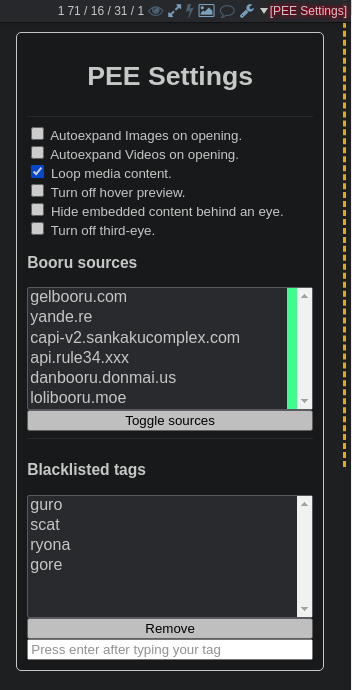 1 71 / 16 / 31 / 1 [PEE Settings]
PEE Settings
Autoexpand Images on opening.
Autoexpand Videos on opening.
Loop media content.
Turn off hover preview.
Hide embedded content behind an eye.
Turn off third-eye.
Booru sources
gelbooru.com
yande.re
capi-v2.sankakucomplex.com
api.rule34.xxx
danbooru.donmai.us
lolibooru.moe
Toggle sources
Blacklisted tags
guro
scat
ryona
gore
Remove
Press enter after typing your tag